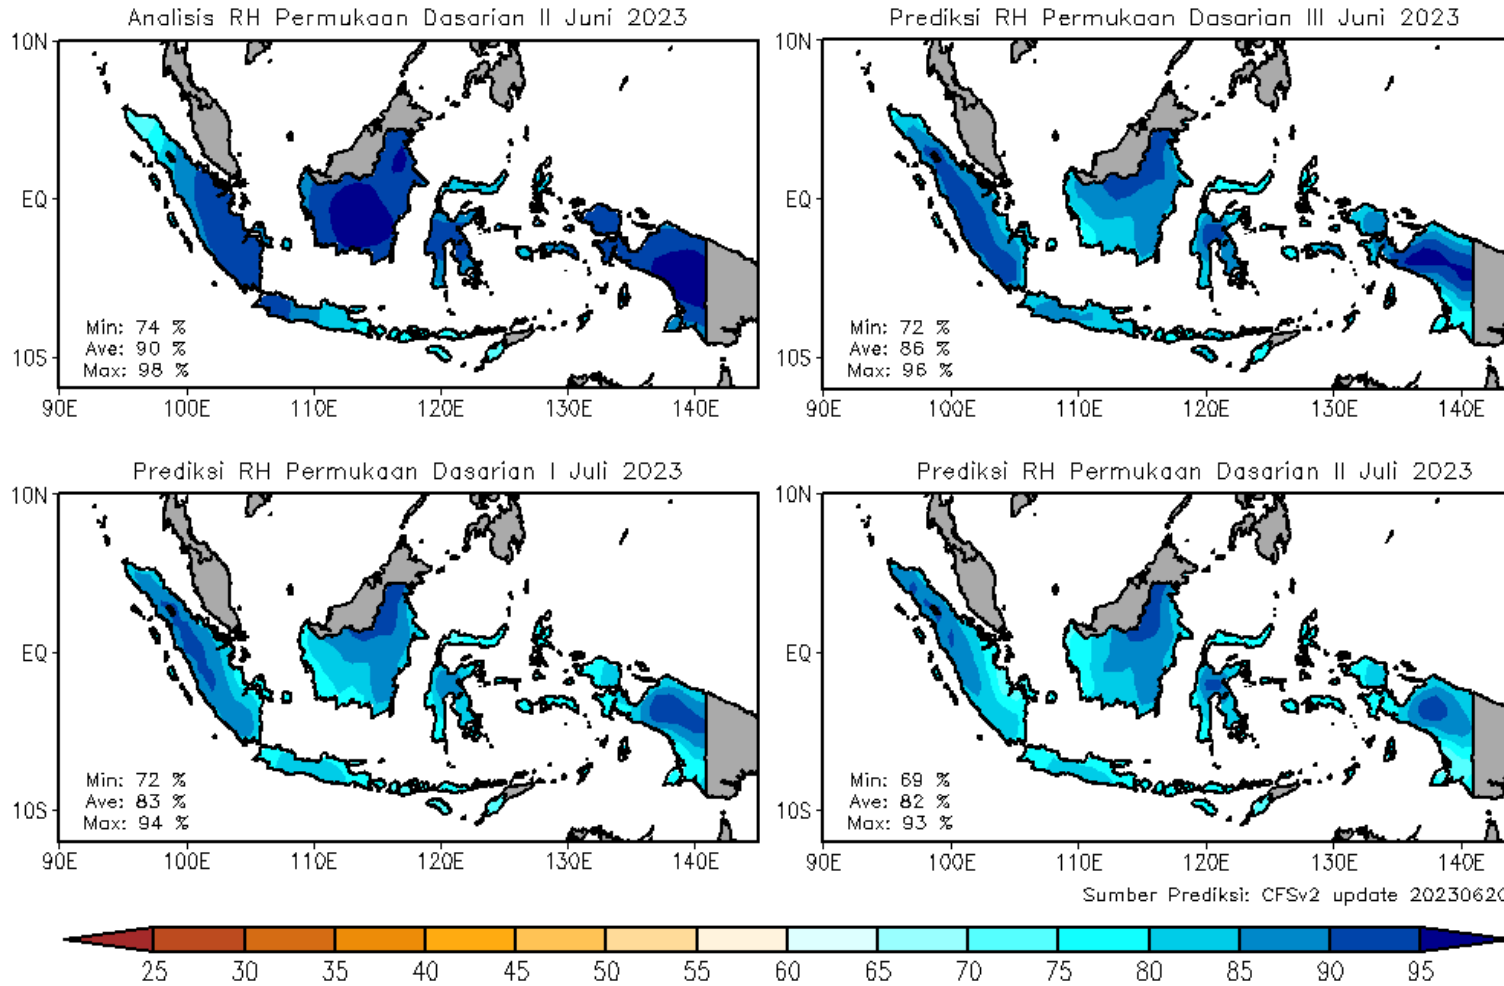 Analisis RH Permukaan Dasarian II Juni 2023
10N
EQ
10S
Min: 74 %
Ave: 90 %
Max: 98 %
90E 100E 110E 120E 130E 140E
Prediksi RH Permukaan Dasarian III Juni 2023
10N
EQ
10S
Min: 72 %
Ave: 86 %
Max: 96 %
90E 100E 110E 120E 130E 140E
Prediksi RH Permukaan Dasarian I Juli 2023
10N
EQ
10S
Min: 72 %
Ave: 83 %
Max: 94 %
90E 100E 110E 120E 130E 140E
Prediksi RH Permukaan Dasarian II Juli 2023
10N
EQ
10S
Min: 69 %
Ave: 82 %
Max: 93 %
90E 100E 110E 120E 130E 140E
Sumber Prediksi: CFSv2 update 20230620
25 30 35 40 45 50 55 60 65 70 75 80 85 90 95